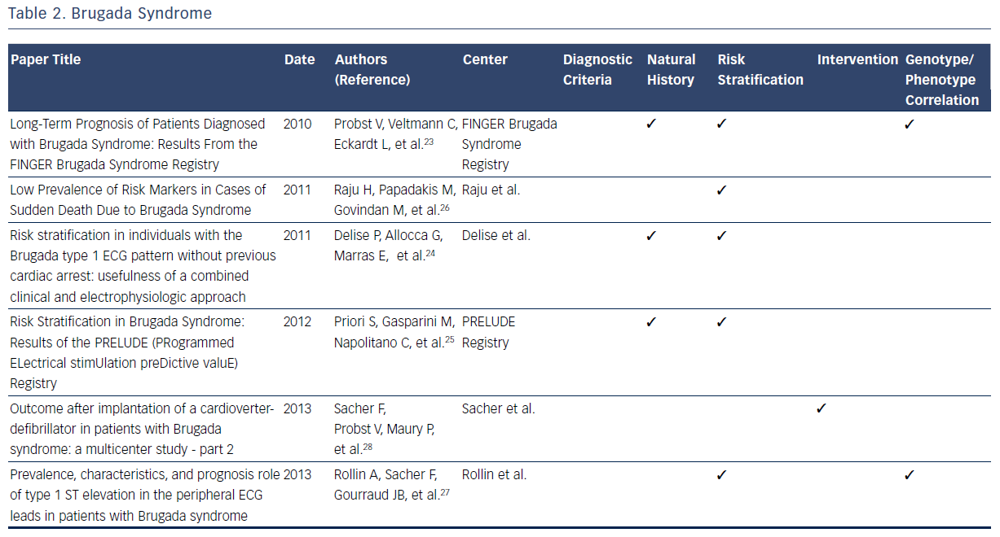 Table 2. Brugada Syndrome
Paper Title Date Authors (Reference) Center Diagnostic Criteria Natural History Risk Stratification Intervention Genotype/ Phenotype Correlation
Long-Term Prognosis of Patients Diagnosed 2010 Probst V, Veltmann C, FINGER Brugada ✓ ✓ ✓
with Brugada Syndrome: Results From the Eckardt L, et al.23 Syndrome
FINGER Brugada Syndrome Registry Registry
Low Prevalence of Risk Markers in Cases of 2011 Raju H, Papadakis M, Raju et al. ✓
Sudden Death Due to Brugada Syndrome Govindan M, et al.26
Risk stratification in individuals with the 2011 Delise P, Allocca G, Delise et al. ✓ ✓
Brugada type 1 ECG pattern without previous Marras E, et al.24
cardiac arrest: usefulness of a combined
clinical and electrophysiologic approach
Risk Stratification in Brugada Syndrome: 2012 Priori S, Gasparini M, PRELUDE ✓ ✓
Results of the PRELUDE (PRogrammed Napolitano C, et al.25 Registry
ELectrical stimUlation preDictive valuE)
Registry
Outcome after implantation of a cardioverter- 2013 Sacher F, Sacher et al. ✓
defibrillator in patients with Brugada Probst V, Maury P,
syndrome: a multicenter study - part 2 et al.28
Prevalence, characteristics, and prognosis role 2013 Rollin A, Sacher F, Rollin et al. ✓ ✓
of type 1 ST elevation in the peripheral ECG Gourraud JB, et al.27
leads in patients with Brugada syndrome